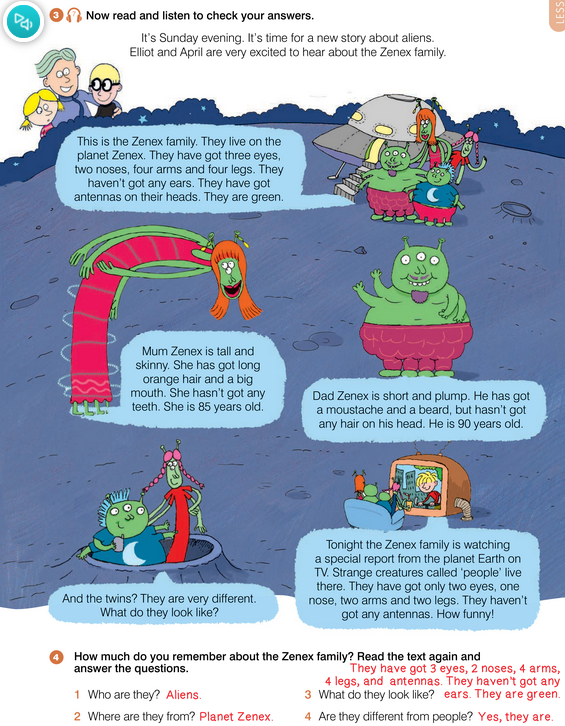 LESS
3 Now read and listen to check your answers.
It's Sunday evening. It's time for a new story about aliens.
Elliot and April are very excited to hear about the Zenex family.
This is the Zenex family. They live on the
planet Zenex. They have got three eyes,
two noses, four arms and four legs. They
haven't got any ears. They have got
antennas on their heads. They are green.
Mum Zenex is tall and
skinny. She has got long
orange hair and a big
mouth. She hasn't got any
teeth. She is 85 years old.
Dad Zenex is short and plump. He has got
a moustache and a beard, but hasn't got
any hair on his head. He is 90 years old.
And the twins? They are very different.
What do they look like?
Tonight the Zenex family is watching
a special report from the planet Earth on
TV. Strange creatures called 'people' live
there. They have got only two eyes, one
nose, two arms and two legs. They haven't
got any antennas. How funny!
4 How much do you remember about the Zenex family? Read the text again and
answer the questions.
1 Who are they? Aliens.
2 Where are they from? Planet Zenex.
They have got 3 eyes, 2 noses, 4 arms,
4 legs, and antennas. They haven't got any
3 What do they look like? ears. They are green.
4 Are they different from people? Yes, they are.